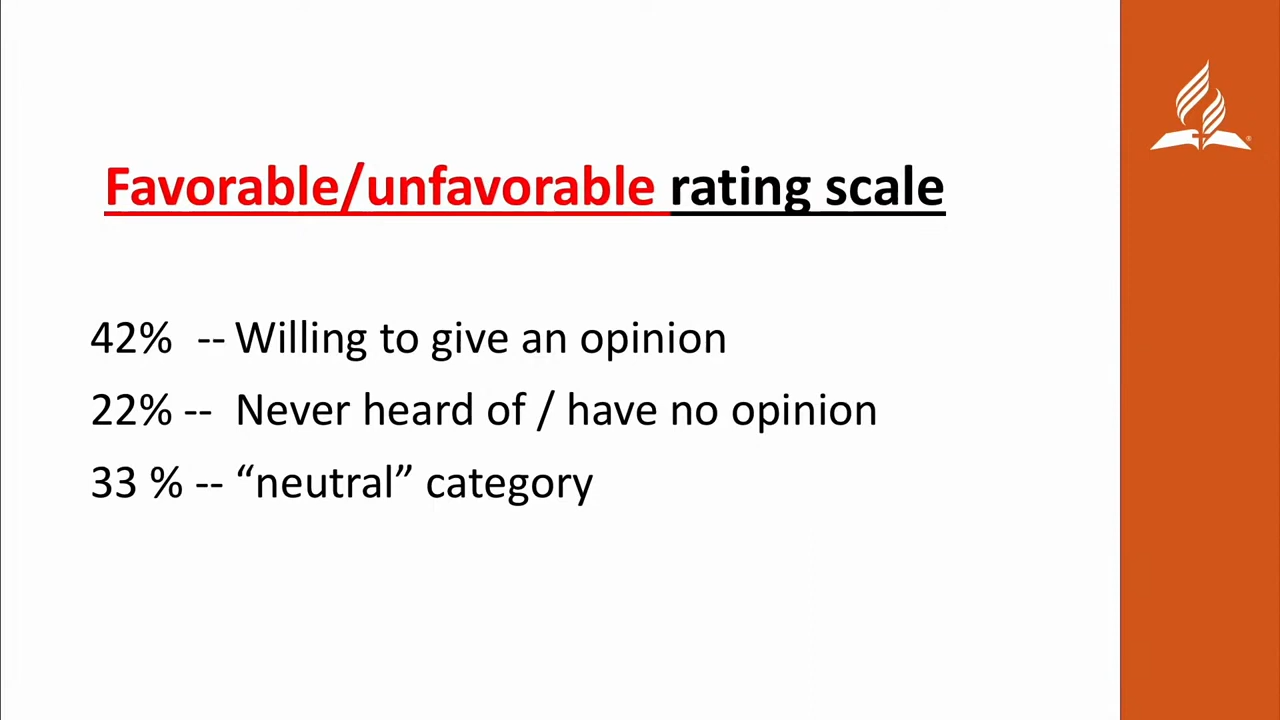 Favorable/unfavorable rating scale
42% -- Willing to give an opinion
22% -- Never heard of / have no opinion
33 % -- “neutral” category